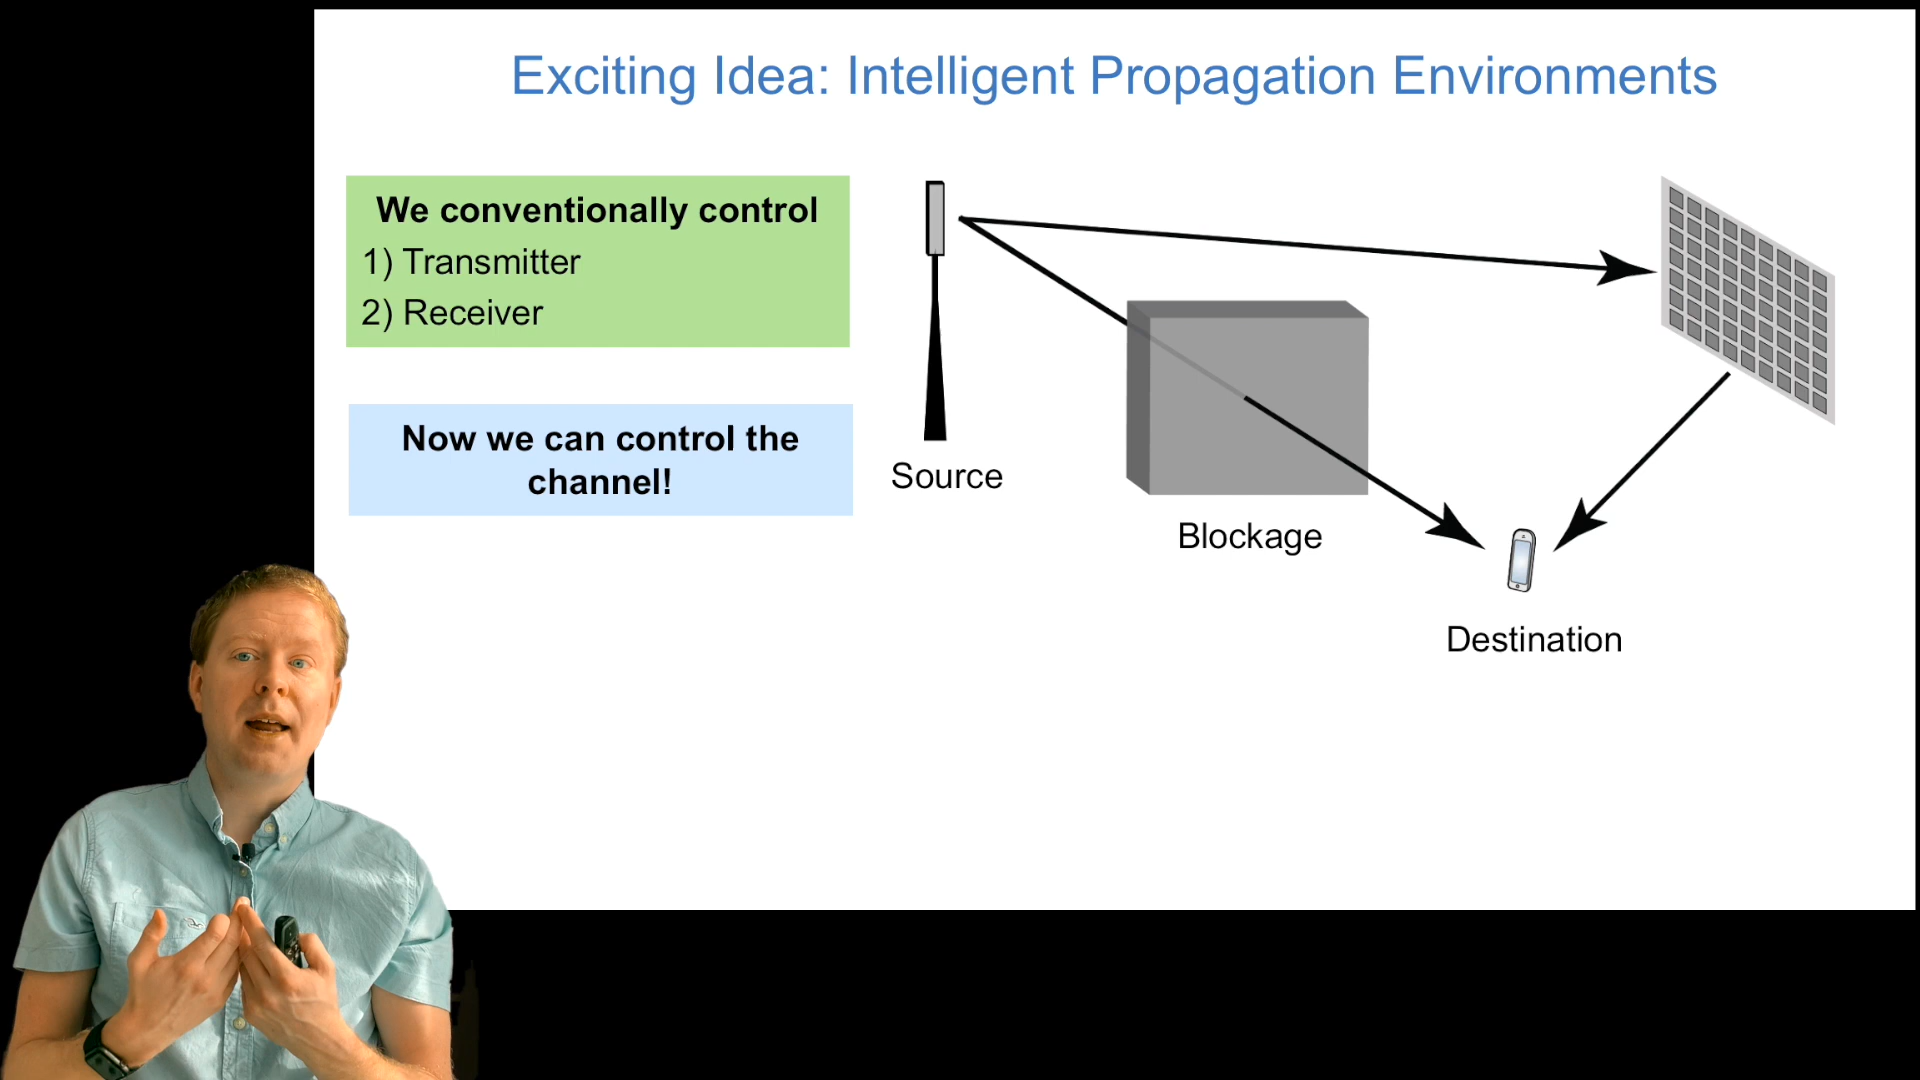 Exciting Idea: Intelligent Propagation Environments
We conventionally control
1) Transmitter
2) Receiver
Now we can control the
channel!
Source
Blockage
Destination